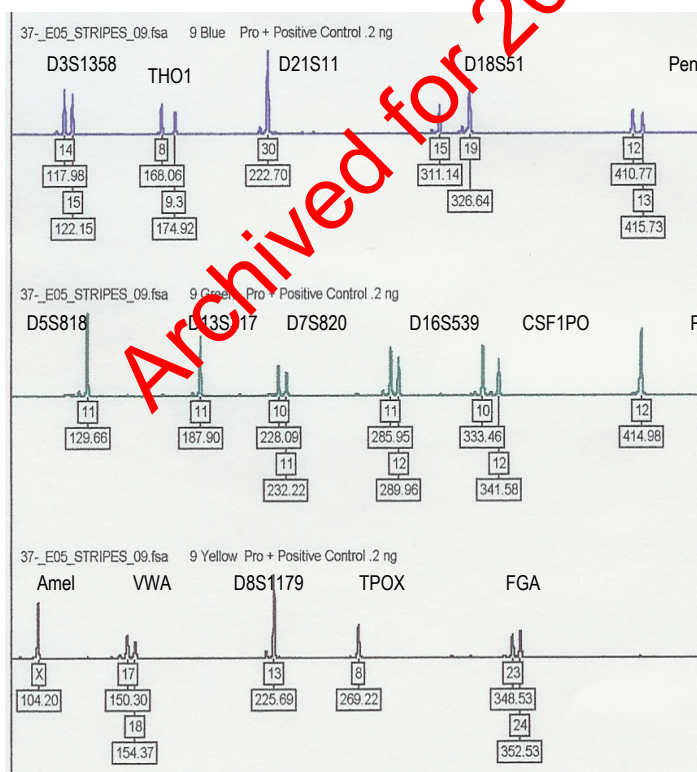 37-_E05_STRIPES_09.fsa 9 Blue Pro + Positive Control .2 ng
D3S1358 THO1 D21S11 D18S51 Pen
14 8 30 15 19 12
117.98 168.06 222.70 311.14 326.64 410.77
15 9.3 13
122.15 174.92 415.73
37-_E05_STRIPES_09.fsa 9 Green Pro + Positive Control .2 ng
D5S818 D13S317 D7S820 D16S539 CSF1PO P
11 11 10 11 10 12
129.66 187.90 228.09 285.95 333.46 414.98
11 12 12
232.22 289.96 341.58
37-_E05_STRIPES_09.fsa 9 Yellow Pro + Positive Control .2 ng
Amel VWA D8S1179 TPOX FGA
X 17 13 8 23
104.20 150.30 225.69 269.22 348.53
18 24
154.37 352.53
Archived for 20